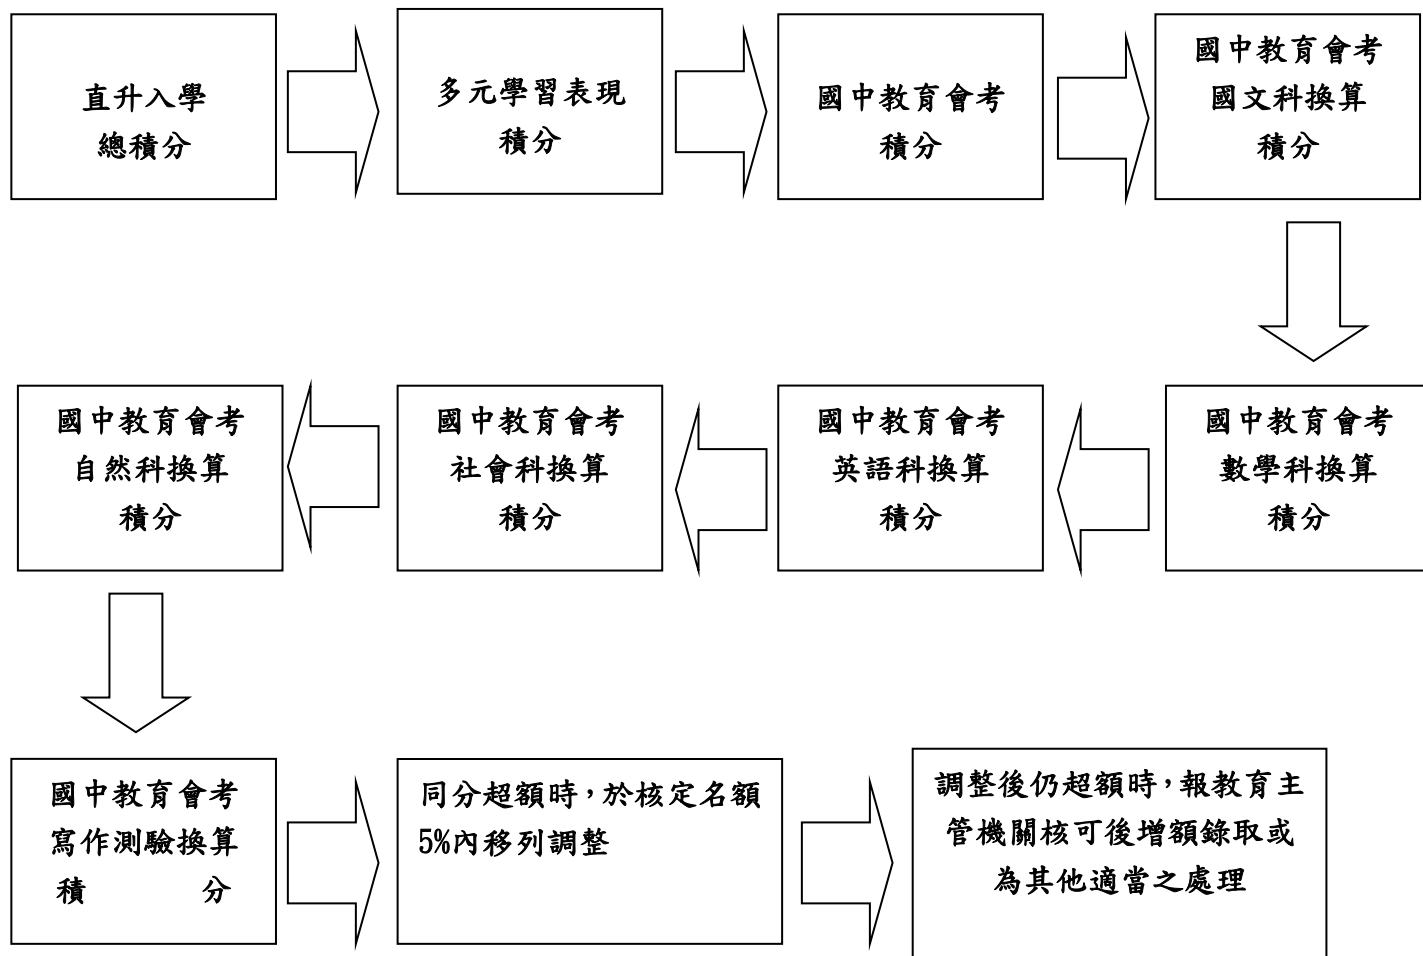 直升入學
總積分
多元學習表現
積分
國中教育會考
積分
國中教育會考
國文科換算
積分
國中教育會考
數學科換算
積分
國中教育會考
英語科換算
積分
國中教育會考
社會科換算
積分
國中教育會考
自然科換算
積分
國中教育會考
寫作測驗換算
積 分
同分超額時，於核定名額
5%內移列調整
調整後仍超額時，報教育主
管機關核可後增額錄取或
為其他適當之處理